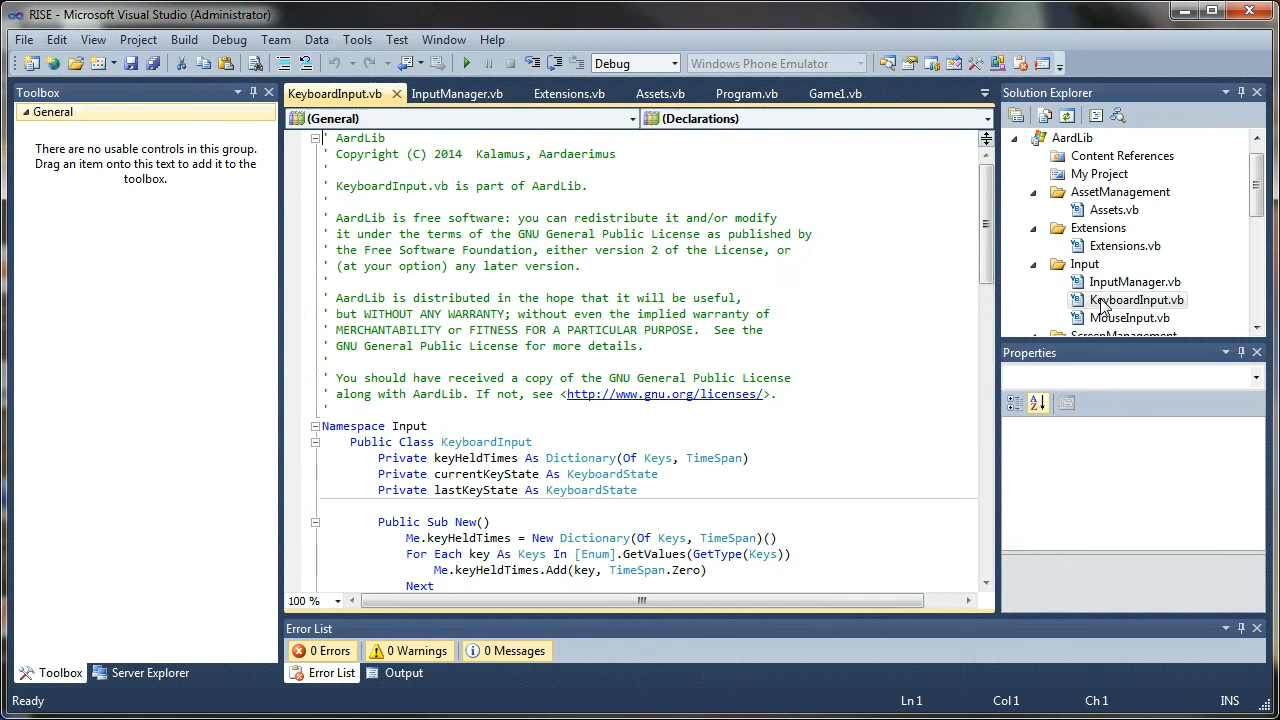 RISE - Microsoft Visual Studio (Administrator)
File Edit View Project Build Debug Team Data Tools Test Window Help
Debug Windows Phone Emulator
Toolbox
General
There are no usable controls in this group.
Drag an item onto this text to add it to the
toolbox.
Toolbox Server Explorer
KeyboardInput.vb InputManager.vb Extensions.vb Assets.vb Program.vb Game1.vb
(General) (Declarations)
' AardLib
' Copyright (C) 2014  Kalamus, Aardaerimus
'
' KeyboardInput.vb is part of AardLib.
'
' AardLib is free software: you can redistribute it and/or modify
' it under the terms of the GNU General Public License as published by
' the Free Software Foundation, either version 2 of the License, or
' (at your option) any later version.
'
' AardLib is distributed in the hope that it will be useful,
' but WITHOUT ANY WARRANTY; without even the implied warranty of
' MERCHANTABILITY or FITNESS FOR A PARTICULAR PURPOSE.  See the
' GNU General Public License for more details.
'
' You should have received a copy of the GNU General Public License
' along with AardLib. If not, see <http://www.gnu.org/licenses/>.
'
Namespace Input
Public Class KeyboardInput
Private keyHeldTimes As Dictionary(Of Keys, TimeSpan)
Private currentKeyState As KeyboardState
Private lastKeyState As KeyboardState
Public Sub New()
Me.keyHeldTimes = New Dictionary(Of Keys, TimeSpan)()
For Each key As Keys In [Enum].GetValues(GetType(Keys))
Me.keyHeldTimes.Add(key, TimeSpan.Zero)
Next
100 %
Error List
0 Errors 0 Warnings 0 Messages
Error List Output
Solution Explorer
AardLib
Content References
My Project
AssetManagement
Assets.vb
Extensions
Extensions.vb
Input
InputManager.vb
KeyboardInput.vb
MouseInput.vb
ScreenManagement
Properties
Ready Ln 1 Col 1 Ch 1 INS